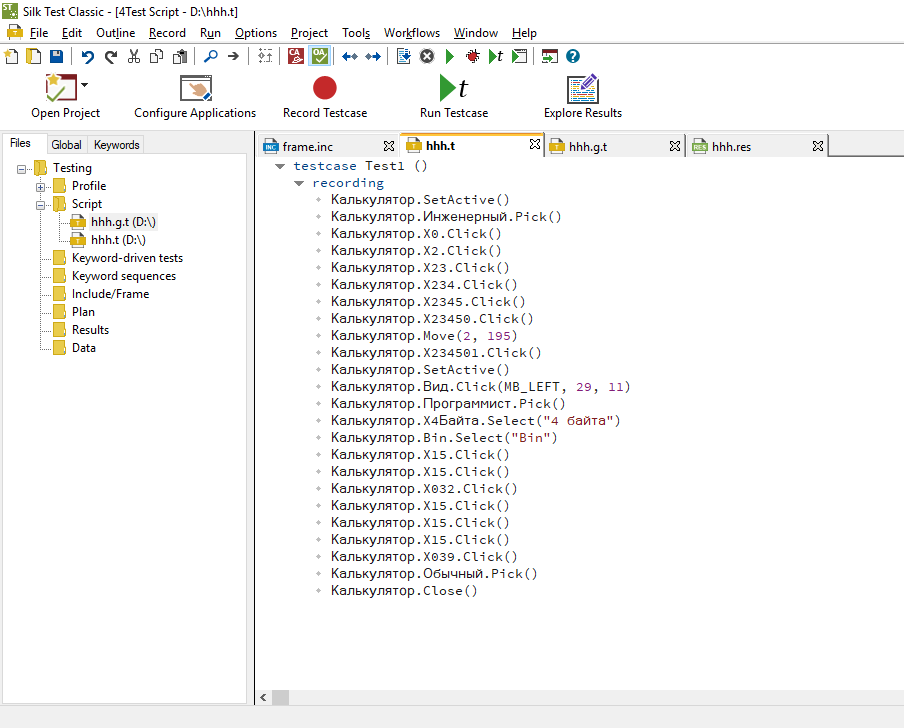 Silk Test Classic - [4Test Script - D:\hhh.t]
File Edit Outline Record Run Options Project Tools Workflows Window Help
Open Project Configure Applications Record Testcase Run Testcase Explore Results
Files Global Keywords
frame.inc hhh.t hhh.g.t hhh.res
Testing
Profile
Script
hhh.g.t (D:\)
hhh.t (D:\)
Keyword-driven tests
Keyword sequences
Include/Frame
Plan
Results
Data
testcase Test1 ()
recording
Калькулятор.SetActive()
Калькулятор.Инженерный.Pick()
Калькулятор.X0.Click()
Калькулятор.X2.Click()
Калькулятор.X23.Click()
Калькулятор.X234.Click()
Калькулятор.X2345.Click()
Калькулятор.X23450.Click()
Калькулятор.Move(2, 195)
Калькулятор.X234501.Click()
Калькулятор.SetActive()
Калькулятор.Вид.Click(MB_LEFT, 29, 11)
Калькулятор.Программист.Pick()
Калькулятор.X4Байта.Select("4 байта")
Калькулятор.Bin.Select("Bin")
Калькулятор.X15.Click()
Калькулятор.X15.Click()
Калькулятор.X032.Click()
Калькулятор.X15.Click()
Калькулятор.X15.Click()
Калькулятор.X15.Click()
Калькулятор.X039.Click()
Калькулятор.Обычный.Pick()
Калькулятор.Close()